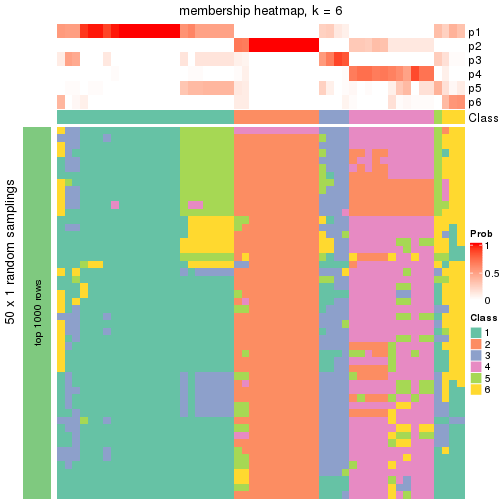 membership heatmap, k = 6
p1
p2
p3
p4
p5
p6
Class
50 x 1 random samplings
top 1000 rows
Prob
1
0.5
0
Class
1
2
3
4
5
6